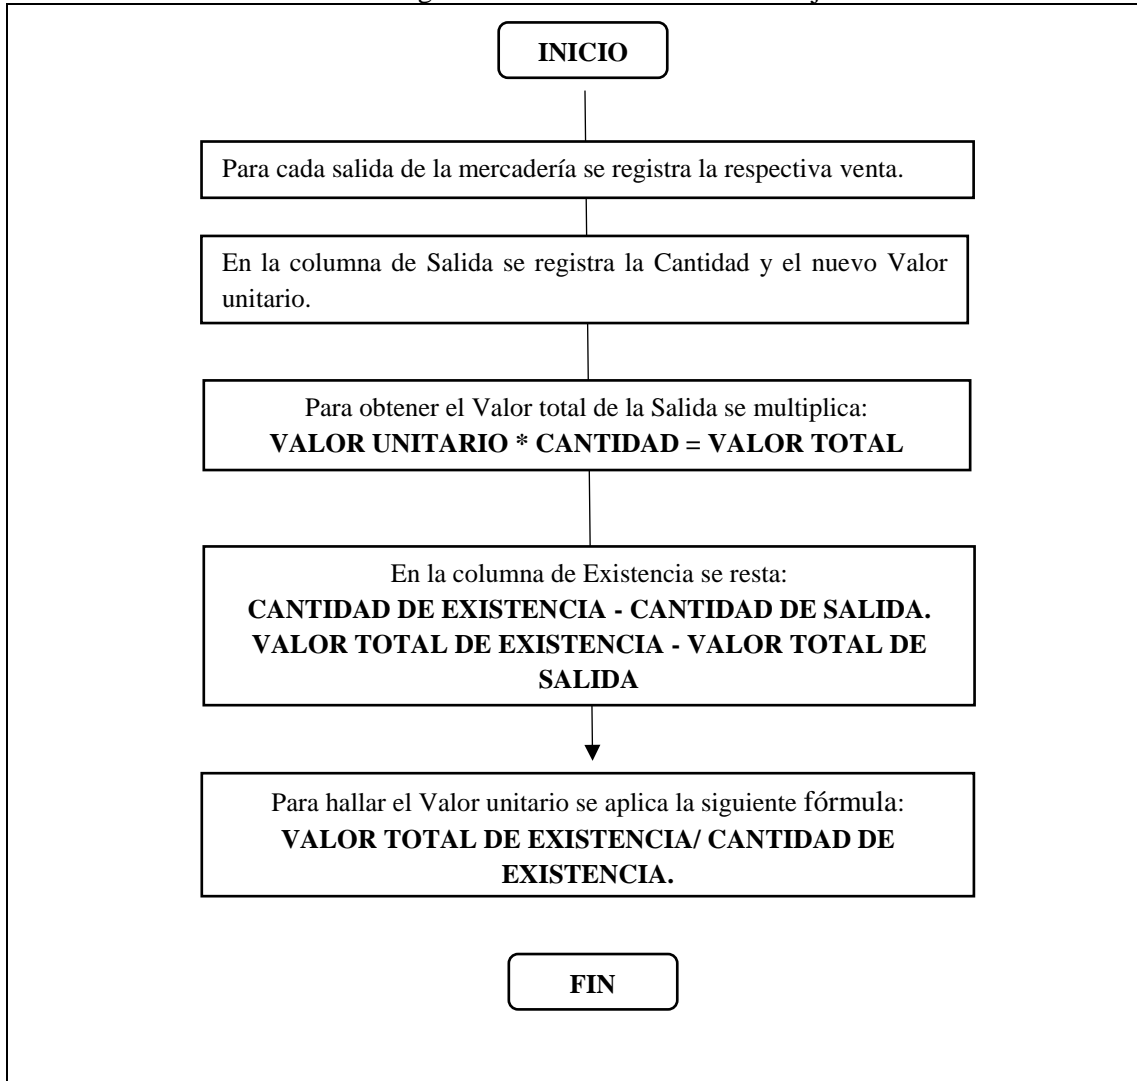 INICIO
Para cada salida de la mercadería se registra la respectiva venta.
En la columna de Salida se registra la Cantidad y el nuevo Valor
unitario.
Para obtener el Valor total de la Salida se multiplica:
VALOR UNITARIO * CANTIDAD = VALOR TOTAL
En la columna de Existencia se resta:
CANTIDAD DE EXISTENCIA - CANTIDAD DE SALIDA.
VALOR TOTAL DE EXISTENCIA - VALOR TOTAL DE
SALIDA
Para hallar el Valor unitario se aplica la siguiente fórmula:
VALOR TOTAL DE EXISTENCIA/ CANTIDAD DE
EXISTENCIA.
FIN